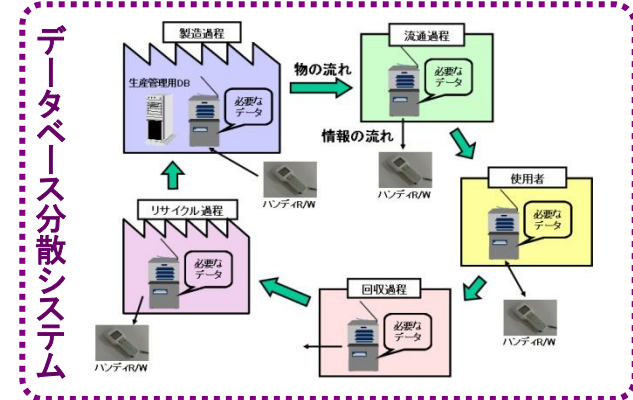 データベース分散システム
製造過程
生産管理用DB
必要な
データ
ハンディR/W
物の流れ
流通過程
必要な
データ
情報の流れ
ハンディR/W
使用者
必要な
データ
ハンディR/W
回収過程
必要な
データ
リサイクル過程
必要な
データ
ハンディR/W